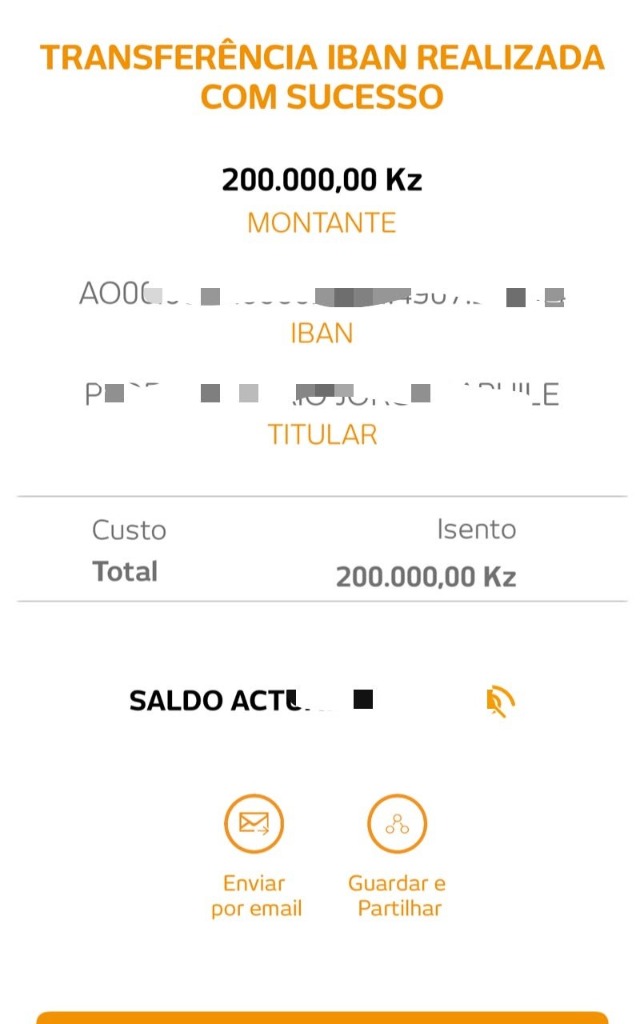 TRANSFERÊNCIA IBAN REALIZADA
COM SUCESSO
200.000,00 Kz
MONTANTE
IBAN
TITULAR
Custo Isento
Total 200.000,00 Kz
SALDO
Enviar
por email
Guardar e
Partilhar